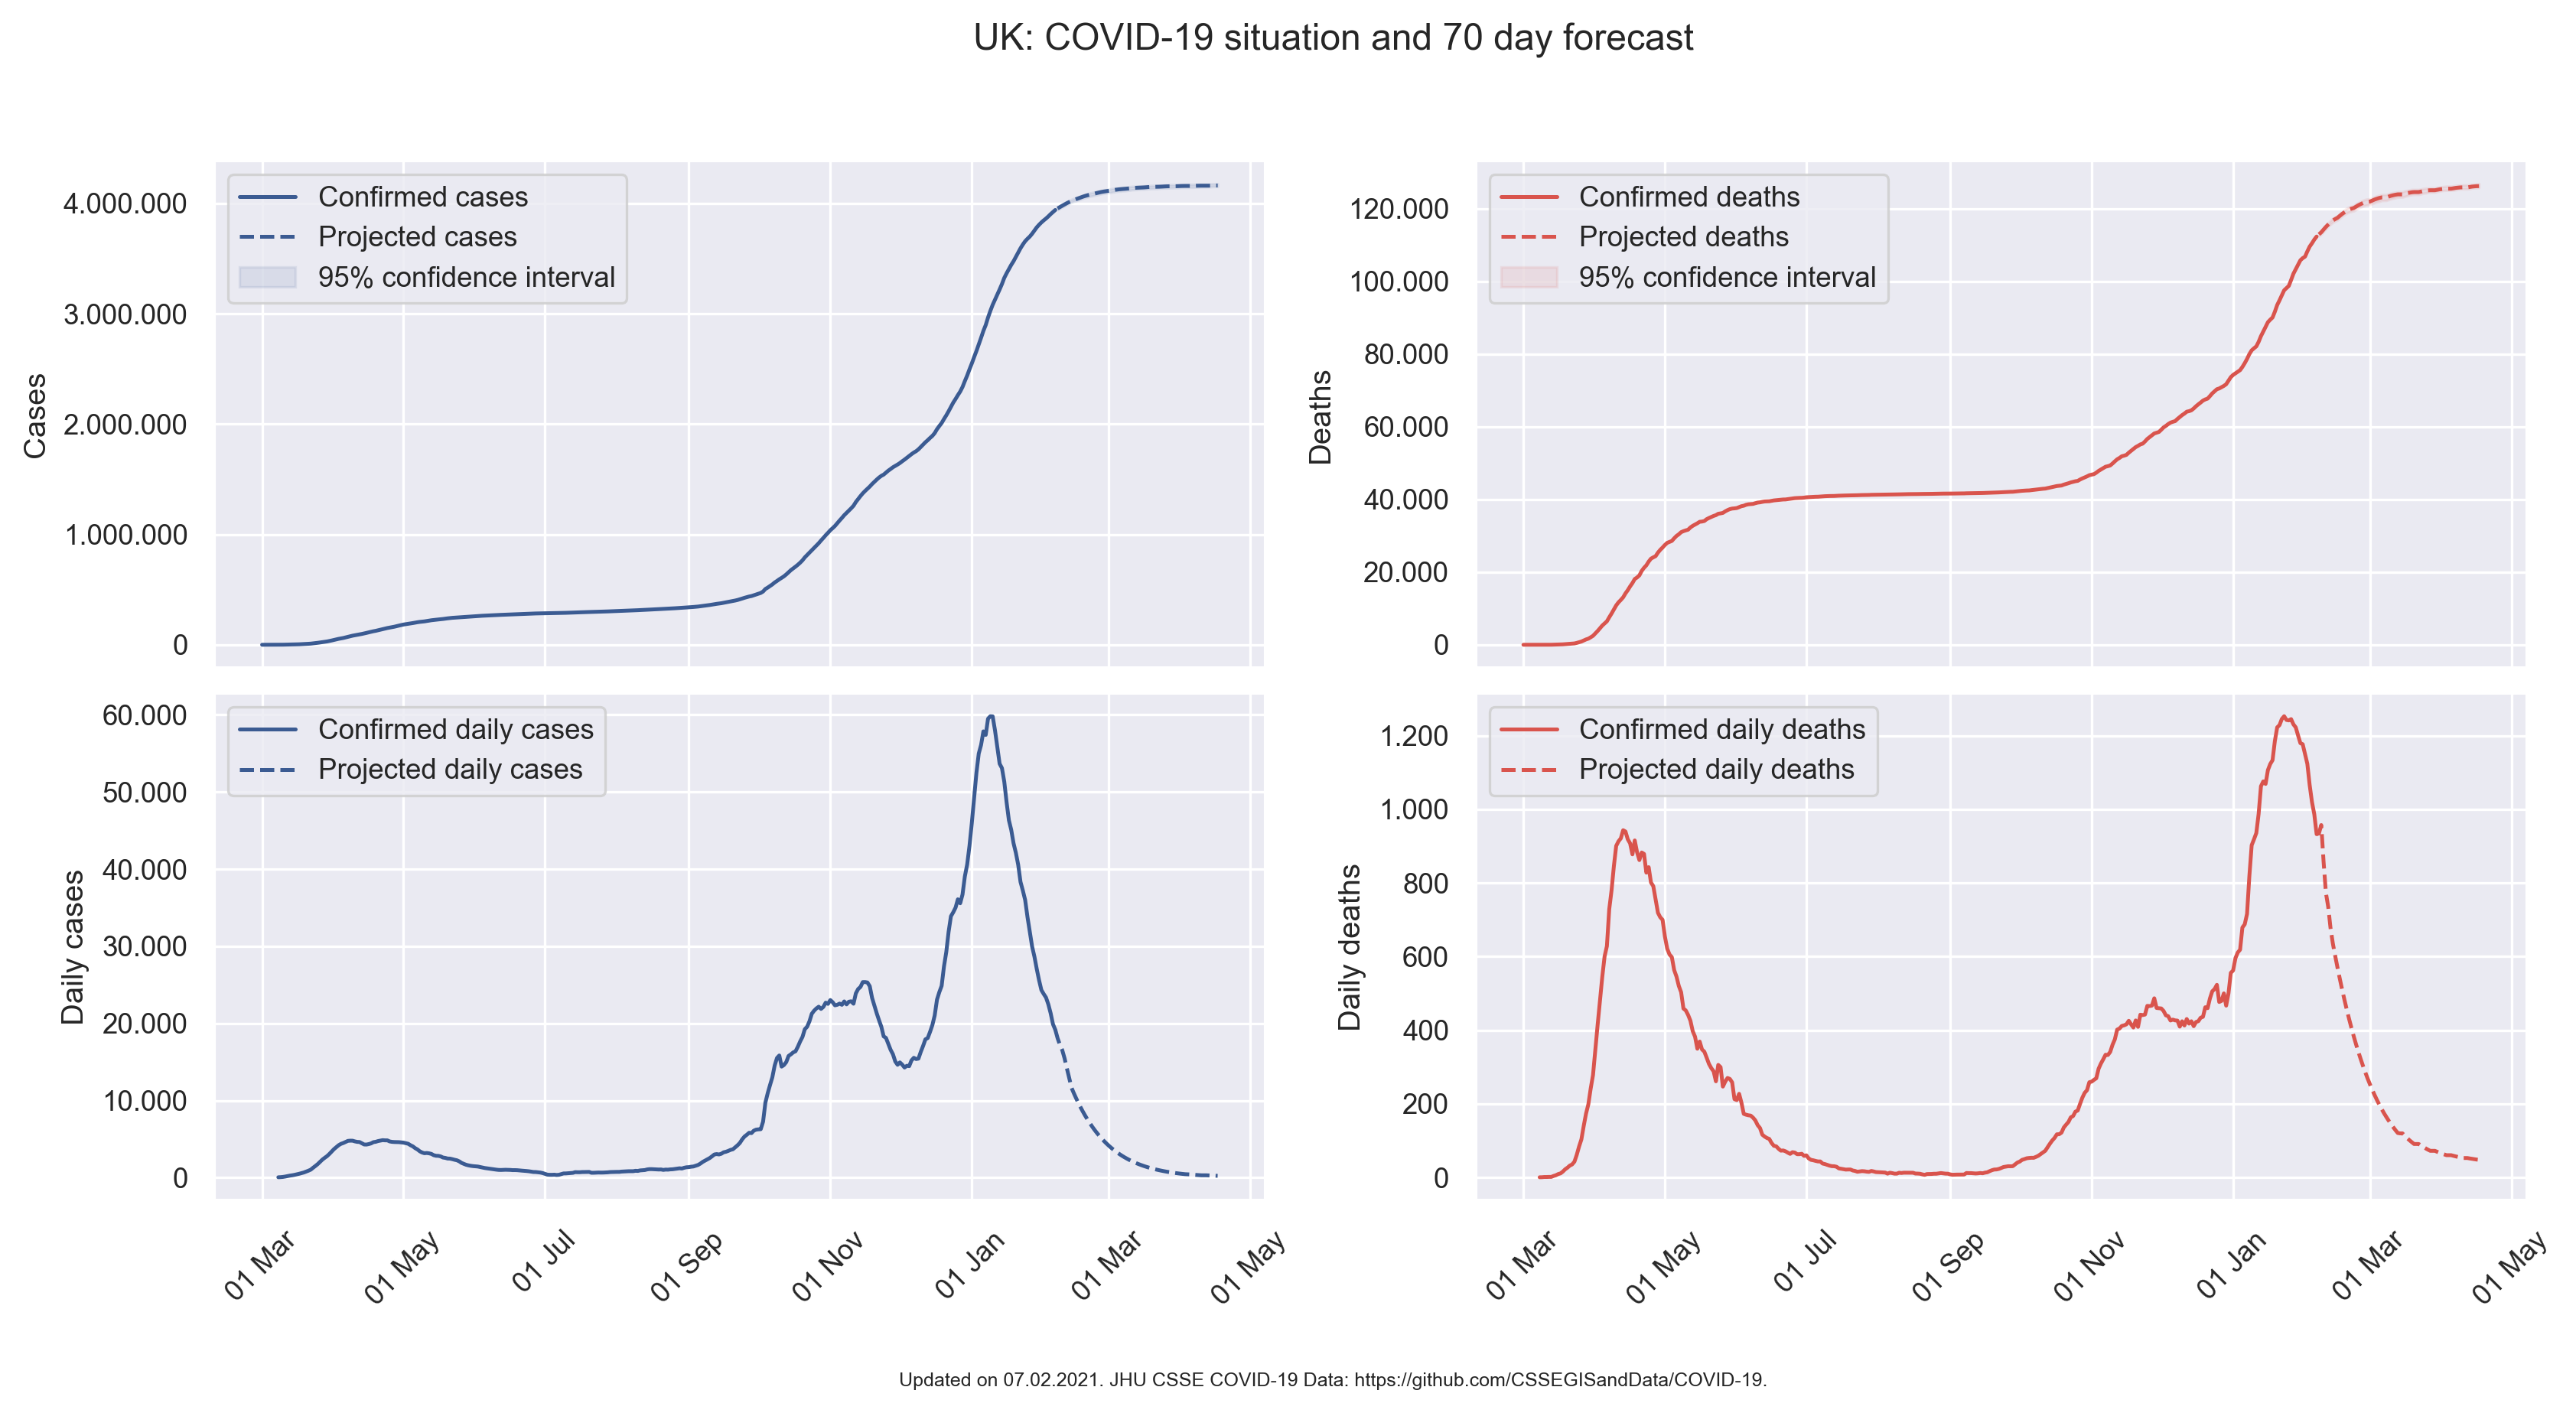 UK: COVID-19 situation and 70 day forecast
Confirmed cases
Projected cases
95% confidence interval
Cases
4.000.000
3.000.000
2.000.000
1.000.000
0
Confirmed deaths
Projected deaths
95% confidence interval
Deaths
120.000
100.000
80.000
60.000
40.000
20.000
0
Confirmed daily cases
Projected daily cases
Daily cases
60.000
50.000
40.000
30.000
20.000
10.000
0
01 Mar
01 May
01 Jul
01 Sep
01 Nov
01 Jan
01 Mar
01 May
Confirmed daily deaths
Projected daily deaths
Daily deaths
1.200
1.000
800
600
400
200
0
01 Mar
01 May
01 Jul
01 Sep
01 Nov
01 Jan
01 Mar
01 May
Updated on 07.02.2021. JHU CSSE COVID-19 Data: https://github.com/CSSEGISandData/COVID-19.